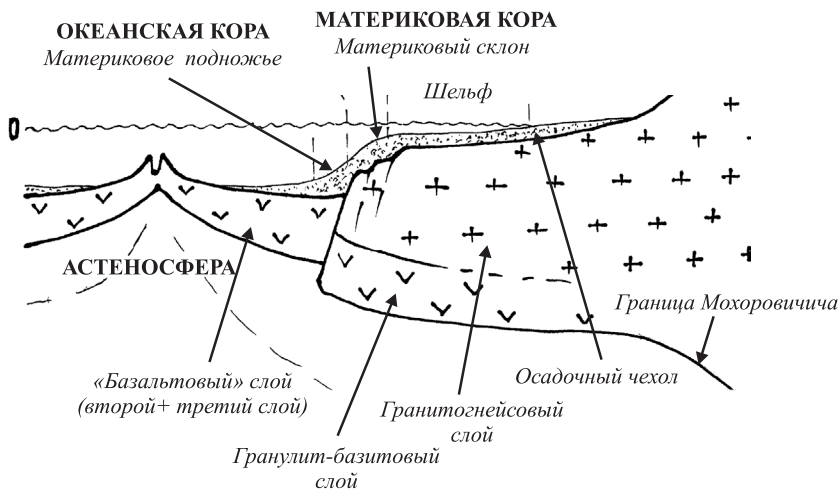 ОКЕАНСКАЯ КОРА
Материковое подножье
МАТЕРИКОВАЯ КОРА
Материковый склон
Шельф
0
АСТЕНОСФЕРА
Граница Мохоровичича
«Базальтовый» слой
(второй+ третий слой)
Осадочный чехол
Гранитогнейсовый
слой
Гранулит-базитовый
слой